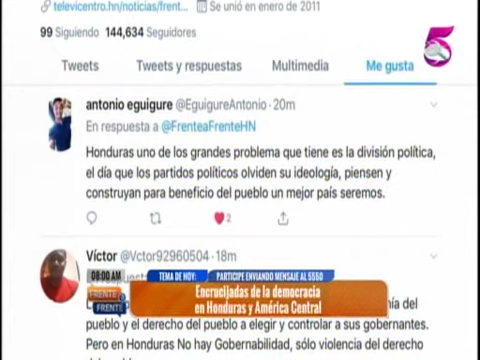 televicentro.hn/noticias/frent...
Se unió en enero de 2011
99 Siguiendo 144,634 Seguidores
5
Tweets Tweets y respuestas Multimedia Me gusta
antonio eguigure @EguigureAntonio · 20m
En respuesta a @FrenteaFrenteHN
Honduras uno de los grandes problema que tiene es la división política,
el día que los partidos políticos olviden su ideología, piensen y
construyan para beneficio del pueblo un mejor país seremos.
2
Víctor @Vctor92960504 · 18m
08:00 AM TEMA DE HOY: PARTICIPE ENVIANDO MENSAJE AL 5550
FRENTE a FRENTE
Encrucijadas de la democracia
en Honduras y América Central
del pueblo y el derecho del pueblo a elegir y controlar a sus gobernantes.
Pero en Honduras No hay Gobernabilidad, sólo violencia del derecho